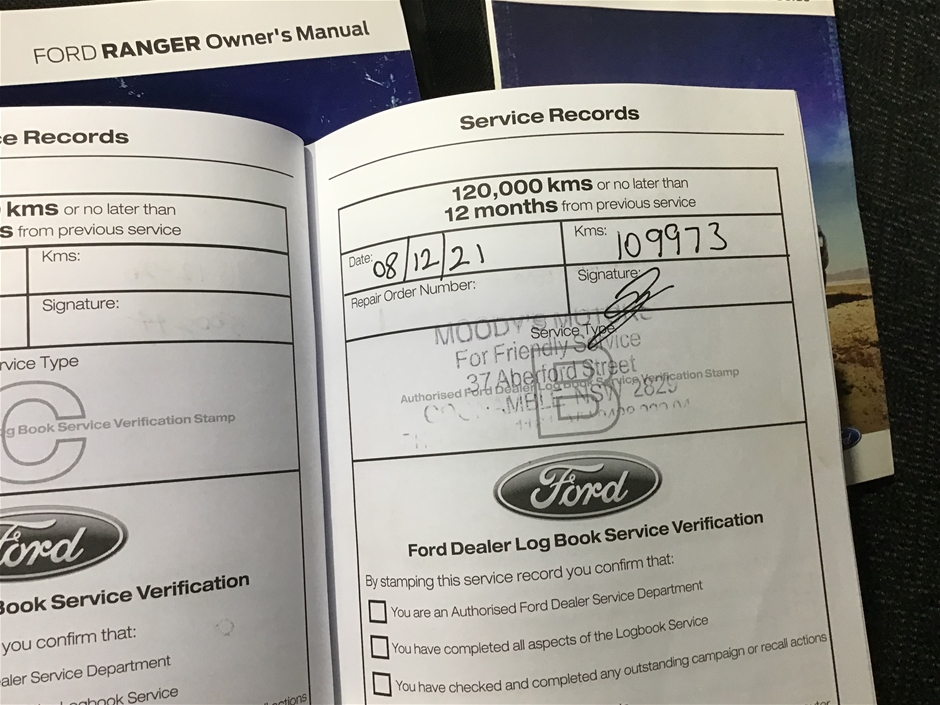 FORD RANGER Owner's Manual
Service Records
120,000 kms or no later than
12 months from previous service
Date: 08/12/21
Kms: 109973
Repair Order Number:
Signature:
Service Type
MOODY'S
For Friendly Service
37 Aberford Street
NSW 2829
B
Authorised Ford Dealer Log Book Service Verification Stamp
Ford
Ford Dealer Log Book Service Verification
By stamping this service record you confirm that:
You are an Authorised Ford Dealer Service Department
You have completed all aspects of the Logbook Service
You have checked and completed any outstanding campaign or recall actions
Records
kms or no later than
from previous service
Kms:
Signature:
Type
C
Book Service Verification Stamp
Ford
Book Service Verification
you confirm that:
Service Department
Logbook Service
actions